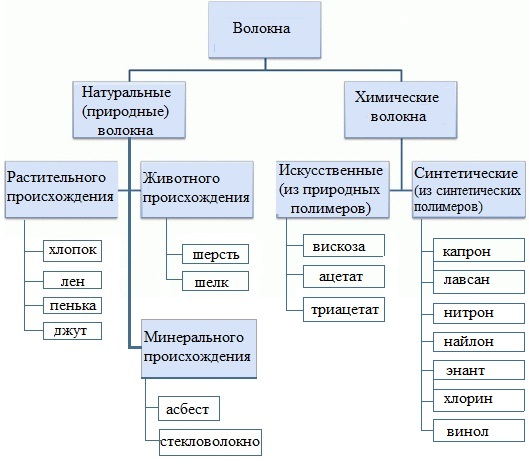 Волокна
Натуральные
(природные)
волокна
Химические
волокна
Растительного
происхождения
Животного
происхождения
Искусственные
(из природных
полимеров)
Синтетические
(из синтетических
полимеров)
хлопок
лен
пенька
джут
шерсть
шелк
Минерального
происхождения
асбест
стекловолокно
вискоза
ацетат
триацетат
капрон
лавсан
нитрон
найлон
энант
хлорин
винол